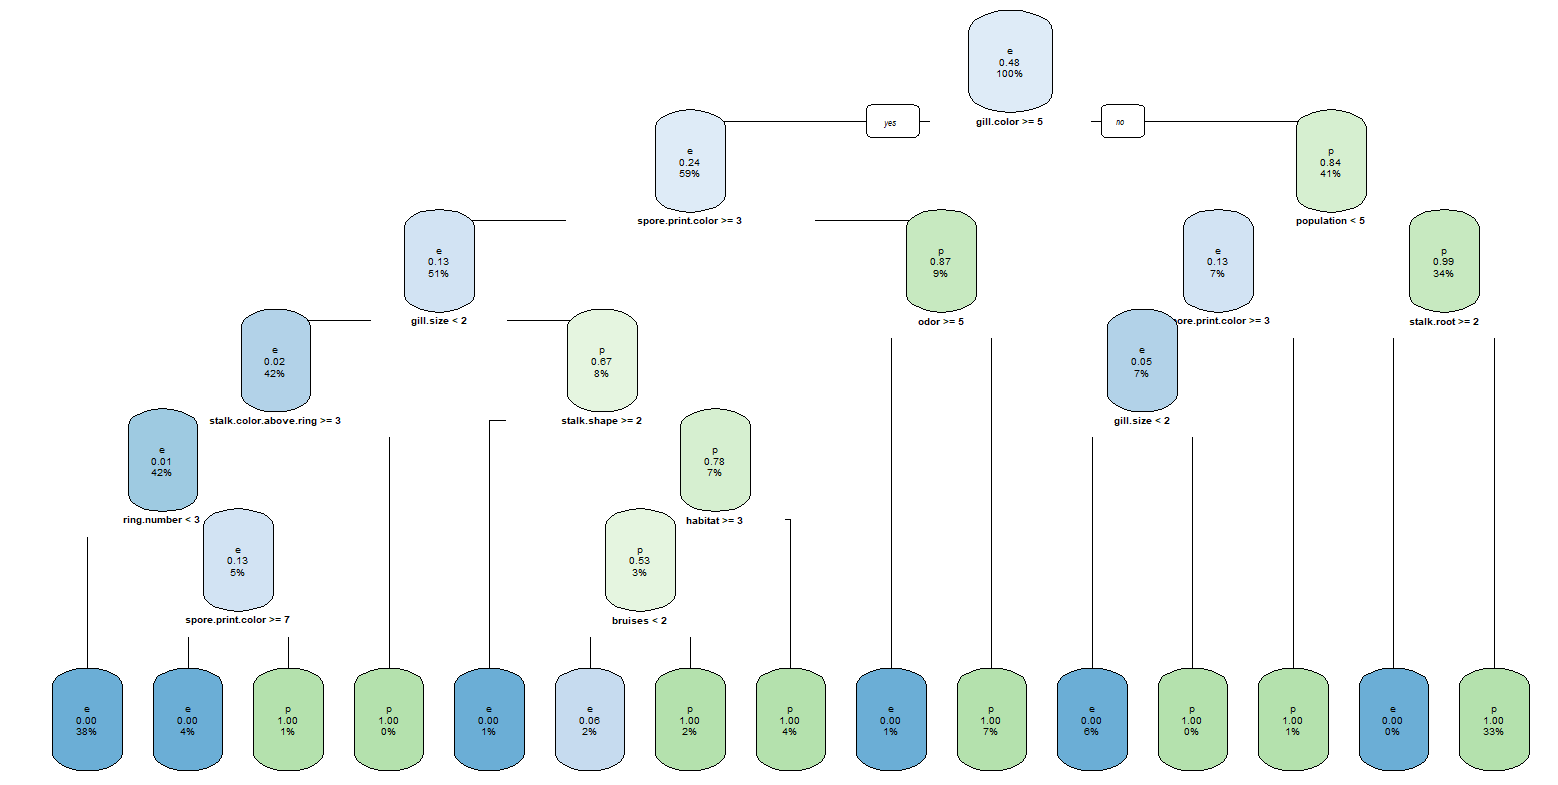 e
0.48
100%
yes
gill.color >= 5
no
e
0.24
59%
p
0.84
41%
spore.print.color >= 3
population < 5
e
0.13
51%
p
0.87
9%
e
0.13
7%
p
0.99
34%
gill.size < 2
odor >= 5
ore.print.color >= 3
stalk.root >= 2
e
0.02
42%
p
0.67
8%
e
0.05
7%
stalk.color.above.ring >= 3
stalk.shape >= 2
gill.size < 2
e
0.01
42%
p
0.78
7%
ring.number < 3
habitat >= 3
e
0.13
5%
p
0.53
3%
spore.print.color >= 7
bruises < 2
e
0.00
38%
e
0.00
4%
p
1.00
1%
p
1.00
0%
e
0.00
1%
e
0.06
2%
p
1.00
2%
p
1.00
4%
e
0.00
1%
p
1.00
7%
e
0.00
6%
p
1.00
0%
p
1.00
1%
e
0.00
0%
p
1.00
33%